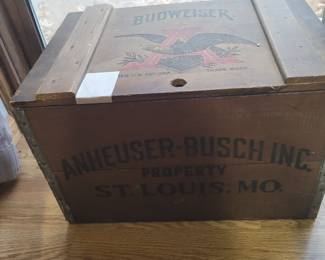 BUDWEISER
ANHEUSER-BUSCH INC.
PROPERTY
ST. LOUIS, MO.